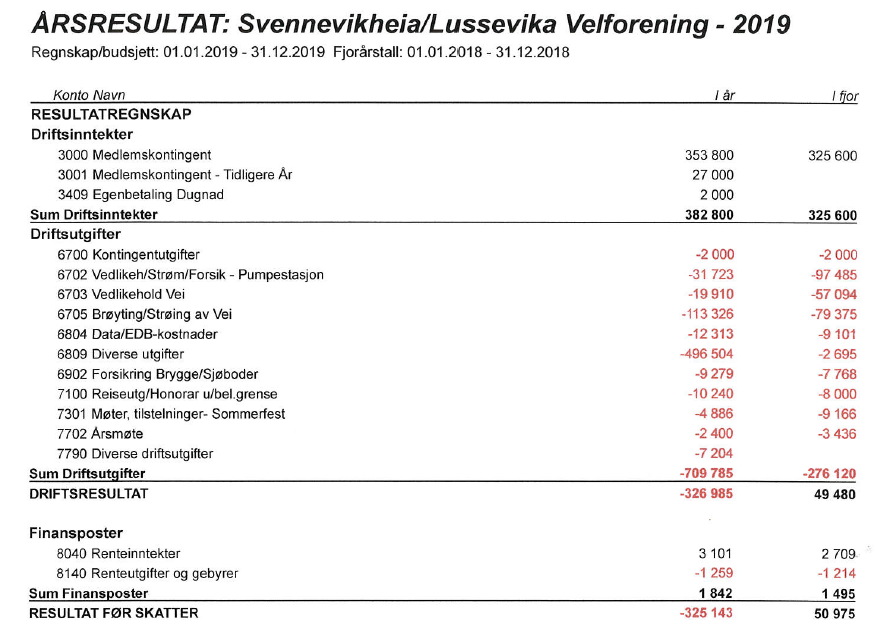 ÅRSRESULTAT: Svennevikheia/Lussevika Velforening - 2019
Regnskap/budsjett: 01.01.2019 - 31.12.2019 Fjorårstall: 01.01.2018 - 31.12.2018
Konto Navn I år I fjor
RESULTATREGNSKAP
Driftsinntekter
3000 Medlemskontingent 353 800 325 600
3001 Medlemskontingent - Tidligere År 27 000
3409 Egenbetaling Dugnad 2 000
Sum Driftsinntekter 382 800 325 600
Driftsutgifter
6700 Kontingentutgifter -2 000 -2 000
6702 Vedlikeh/Strøm/Forsik - Pumpestasjon -31 723 -97 485
6703 Vedlikehold Vei -19 910 -57 094
6705 Brøyting/Strøing av Vei -113 326 -79 375
6804 Data/EDB-kostnader -12 313 -9 101
6809 Diverse utgifter -496 504 -2 695
6902 Forsikring Brygge/Sjøboder -9 279 -7 768
7100 Reiseutg/Honorar u/bel.grense -10 240 -8 000
7301 Møter, tilstelninger- Sommerfest -4 886 -9 166
7702 Årsmøte -2 400 -3 436
7790 Diverse driftsutgifter -7 204
Sum Driftsutgifter -709 785 -276 120
DRIFTSRESULTAT -326 985 49 480
Finansposter
8040 Renteinntekter 3 101 2 709
8140 Renteutgifter og gebyrer -1 259 -1 214
Sum Finansposter 1 842 1 495
RESULTAT FØR SKATTER -325 143 50 975